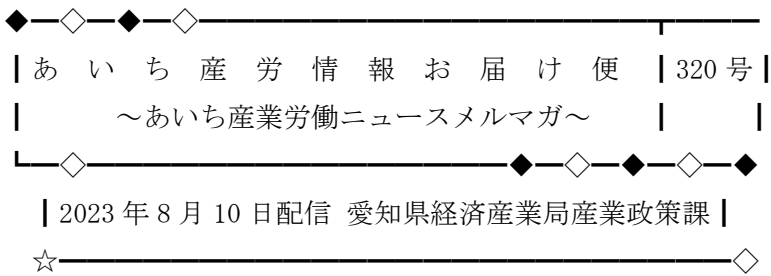 ◆━◇━◆━◇━━━━━━━━━━━━━━━━┳━━━
┃あ い ち 産 労 情 報 お 届 け 便 ┃320 号┃
┃ ～あいち産業労働ニュースメルマガ～ ┃ ┃
┗━◇━━━━━━━━━━━━━━━◆━◇━◆━◇━◆
┃2023 年 8 月 10 日配信 愛知県経済産業局産業政策課┃
☆━━━━━━━━━━━━━━━━━━━━━━━━◇